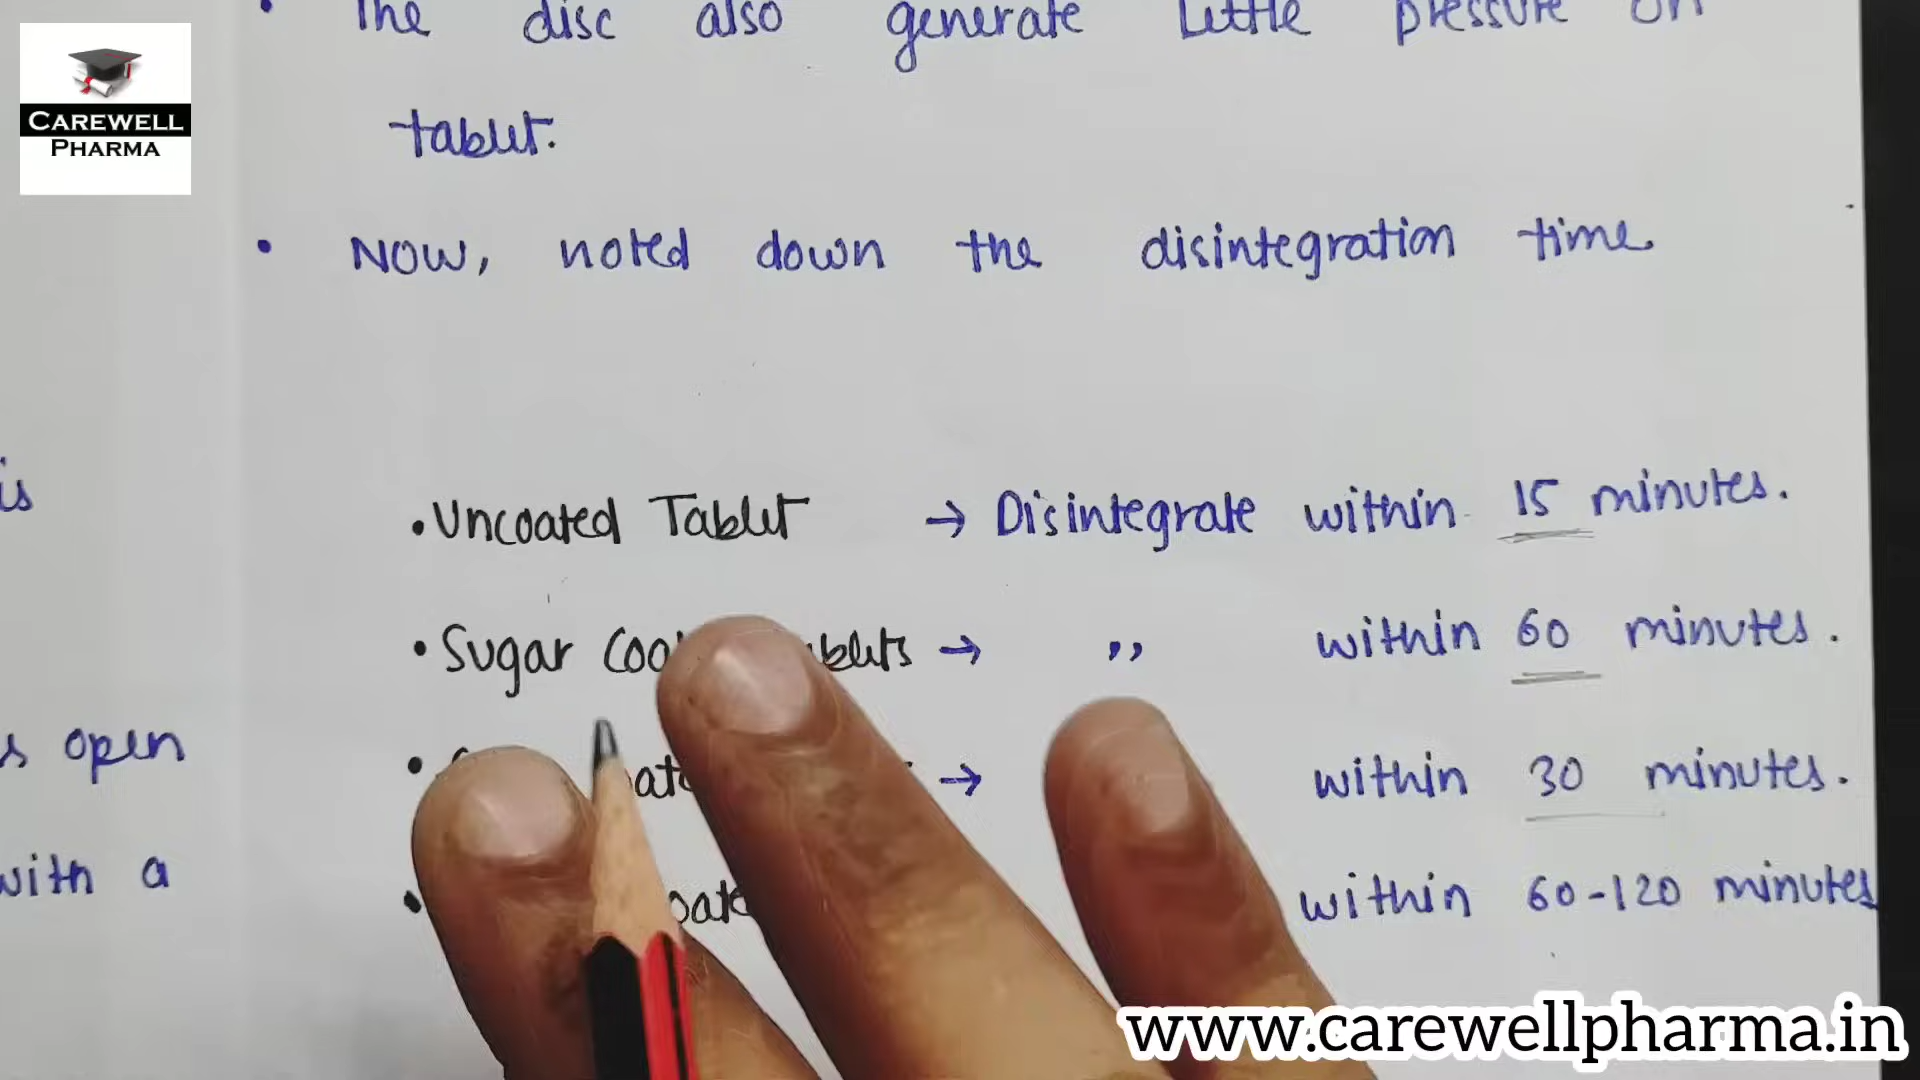 CAREWELL
PHARMA
• The disc also generate little pressure on
tablet.
• Now, noted down the disintegration time
is
• Uncoated Tablet → Disintegrate within 15 minutes.
• Sugar → ,, within 60 minutes.
open
• → within 30 minutes.
with a
• within 60-120 minutes
www.carewellpharma.in